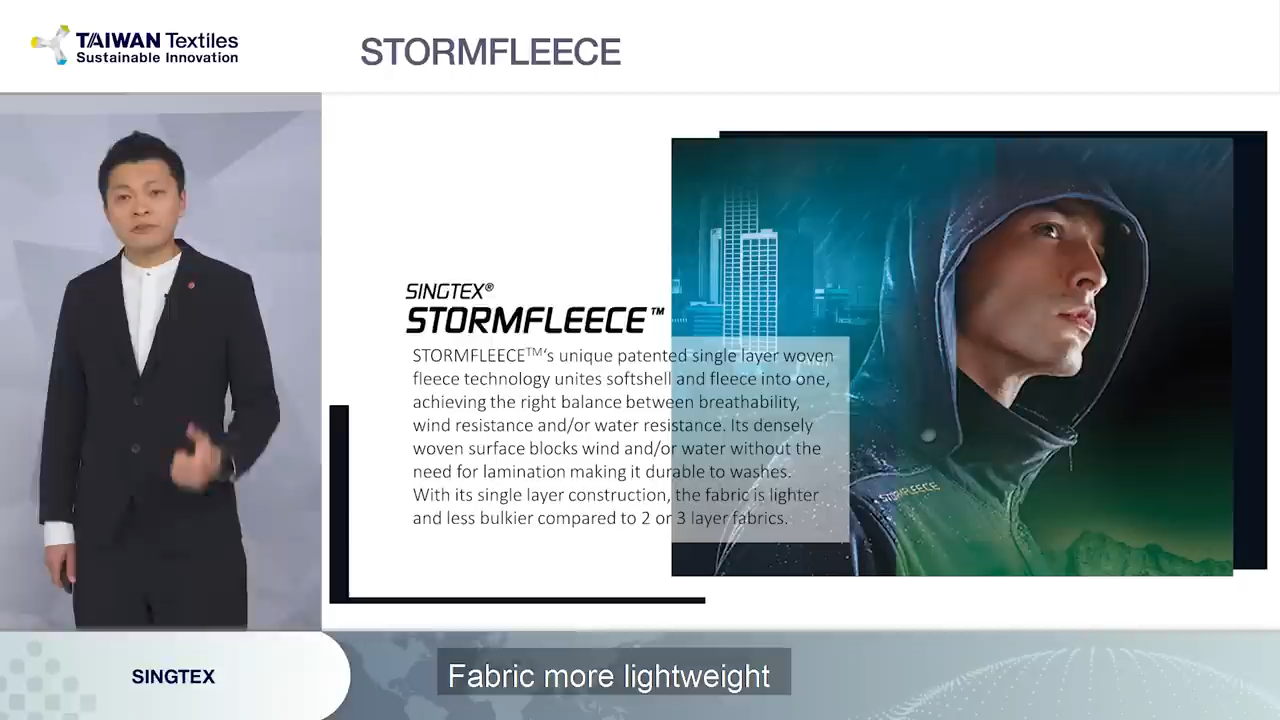 TAIWAN Textiles
Sustainable Innovation
STORMFLEECE
SINGTEX®
STORMFLEECE™
STORMFLEECE™'s unique patented single layer woven
fleece technology unites softshell and fleece into one,
achieving the right balance between breathability,
wind resistance and/or water resistance. Its densely
woven surface blocks wind and/or water without the
need for lamination making it durable to washes.
With its single layer construction, the fabric is lighter
and less bulkier compared to 2 or 3 layer fabrics.
STORMFLEECE
SINGTEX
Fabric more lightweight